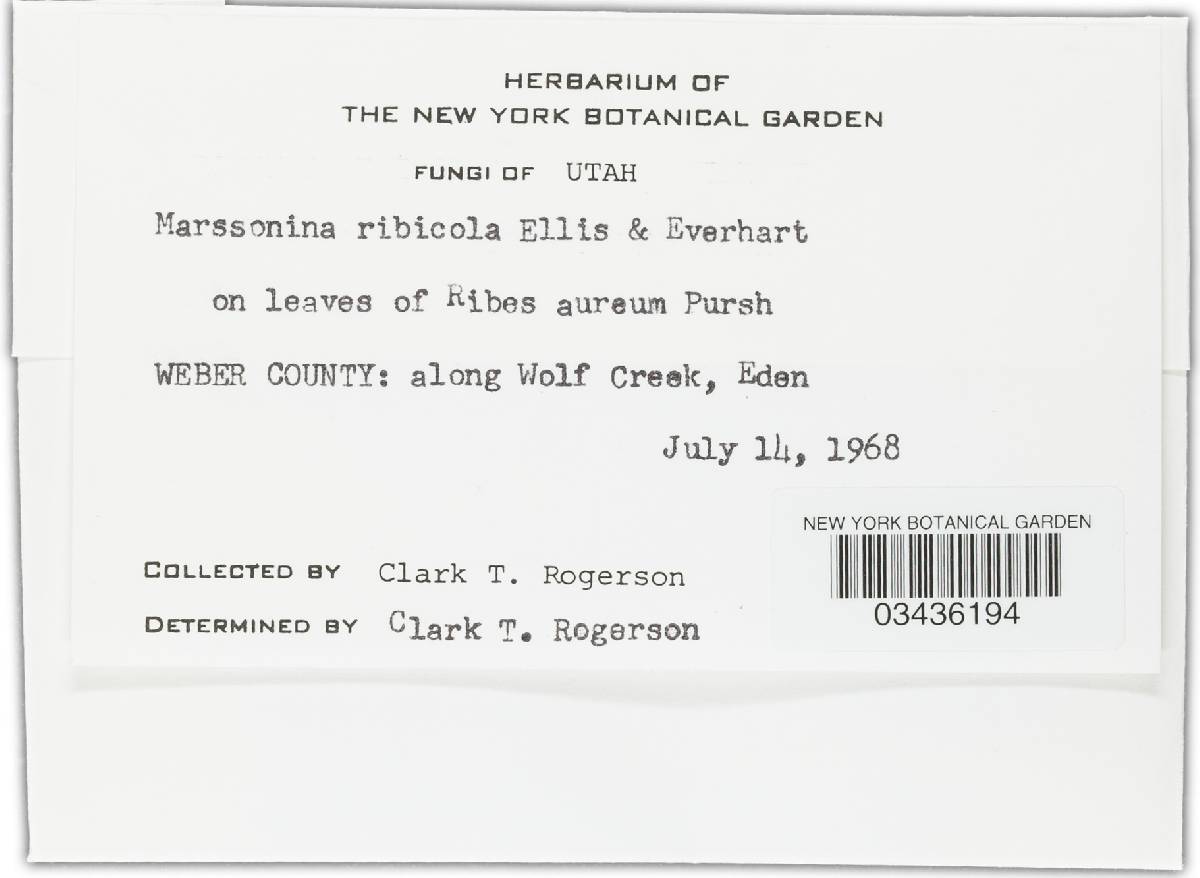 HERBARIUM OF
THE NEW YORK BOTANICAL GARDEN
FUNGI OF UTAH
Marssonina ribicola Ellis & Everhart
on leaves of Ribes aureum Pursh
WEBER COUNTY: along Wolf Creek, Eden
July 14, 1968
NEW YORK BOTANICAL GARDEN
03436194
COLLECTED BY Clark T. Rogerson
DETERMINED BY Clark T. Rogerson